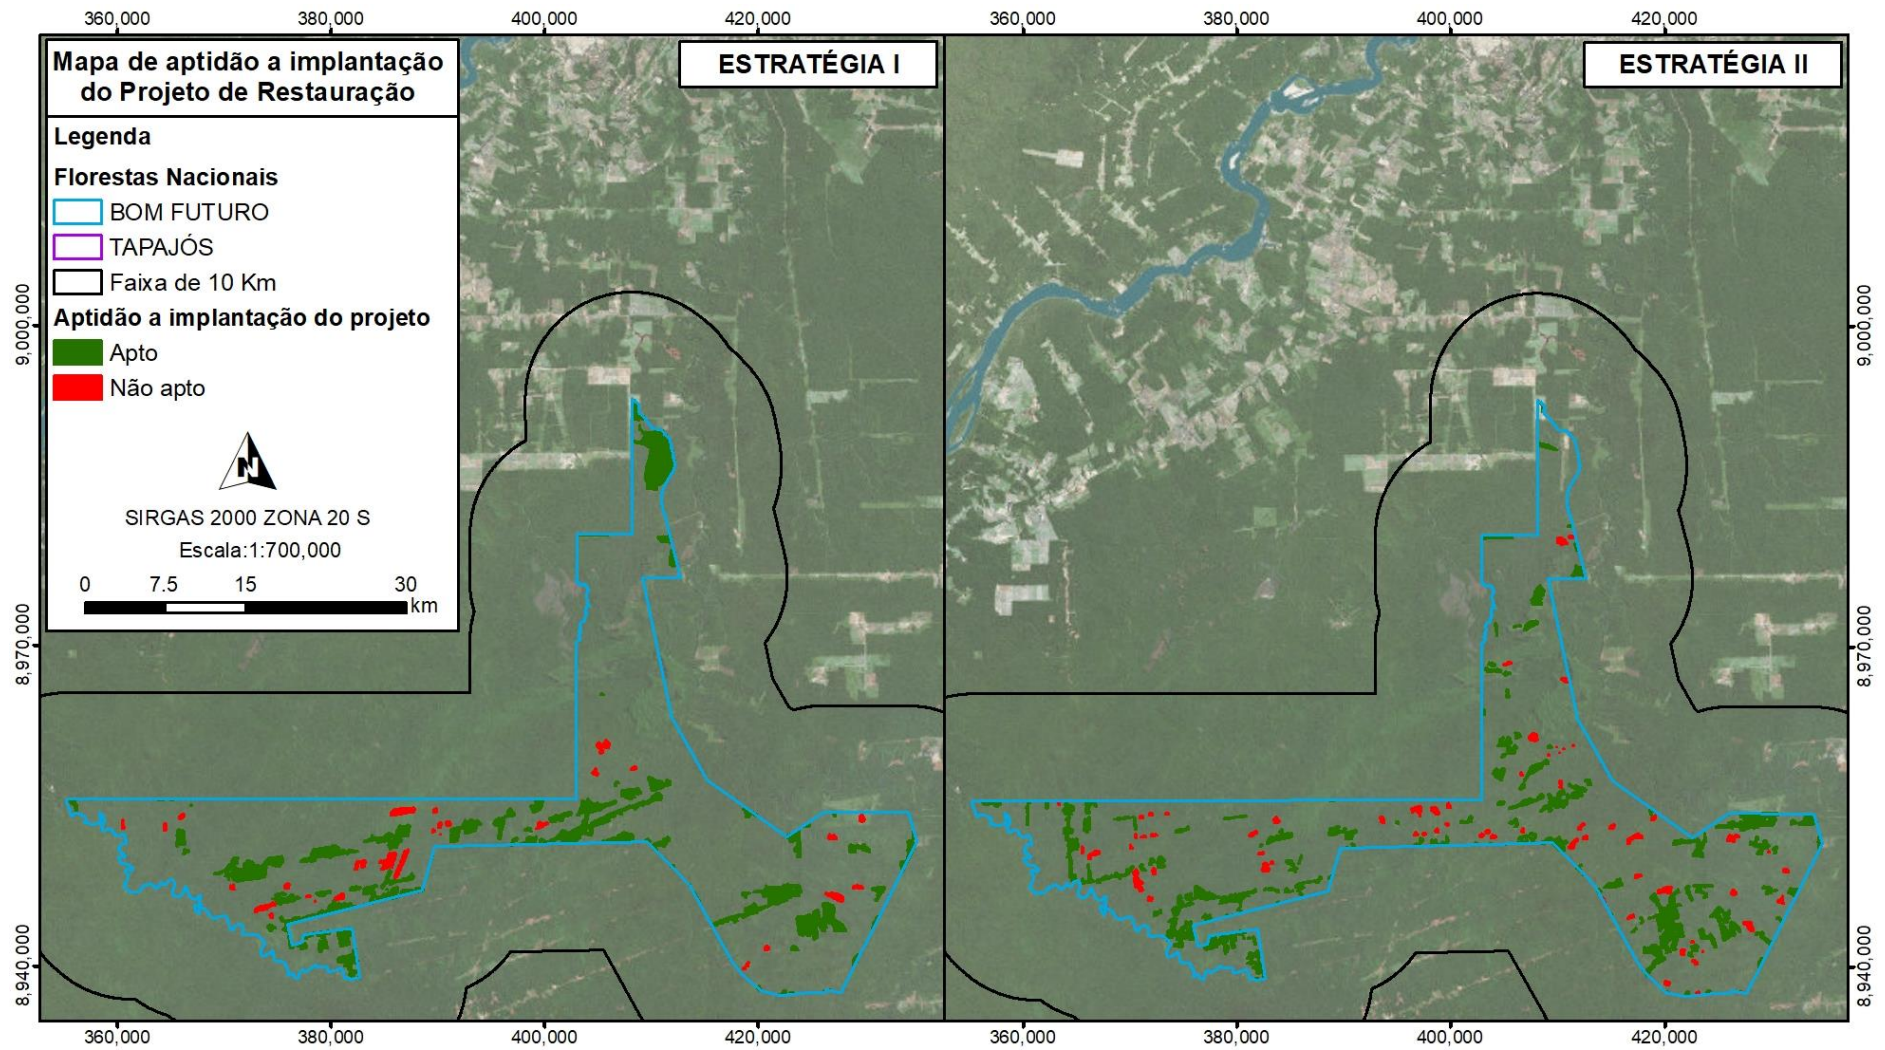 360,000 380,000 400,000 420,000 360,000 380,000 400,000 420,000
Mapa de aptidão a implantação
do Projeto de Restauração
ESTRATÉGIA I
ESTRATÉGIA II
Legenda
Florestas Nacionais
BOM FUTURO
TAPAJÓS
Faixa de 10 Km
Aptidão a implantação do projeto
Apto
Não apto
N
SIRGAS 2000 ZONA 20 S
Escala:1:700,000
0 7.5 15 30
km
9,000,000
8,970,000
8,940,000
9,000,000
8,970,000
8,940,000
360,000 380,000 400,000 420,000 360,000 380,000 400,000 420,000